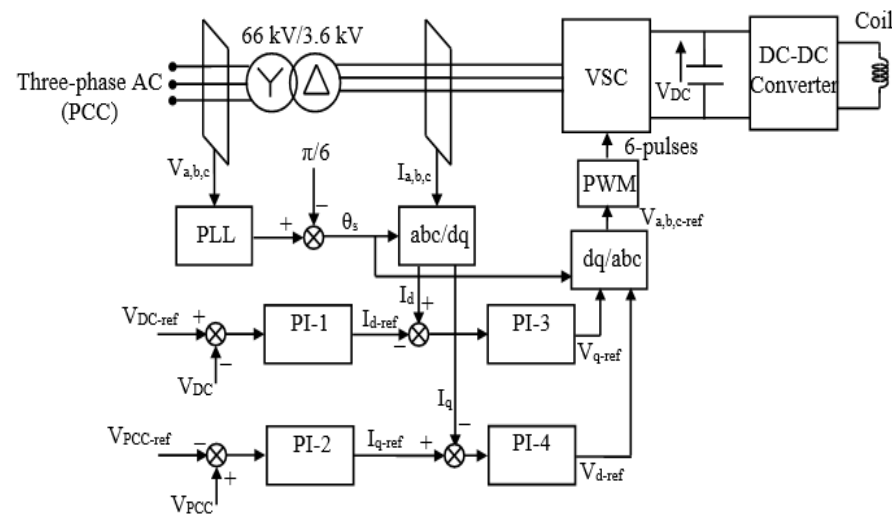 66 kV/3.6 kV
Coil
Three-phase AC
(PCC)
VSC
V_DC
DC-DC
Converter
V_a,b,c
π/6
I_a,b,c
6-pulses
PWM
V_a,b,c-ref
PLL
+
−
θ_s
abc/dq
dq/abc
I_d
+
V_DC-ref
+
−
V_DC
PI-1
I_d-ref
−
PI-3
V_q-ref
I_q
−
V_PCC-ref
−
+
V_PCC
PI-2
I_q-ref
+
PI-4
V_d-ref